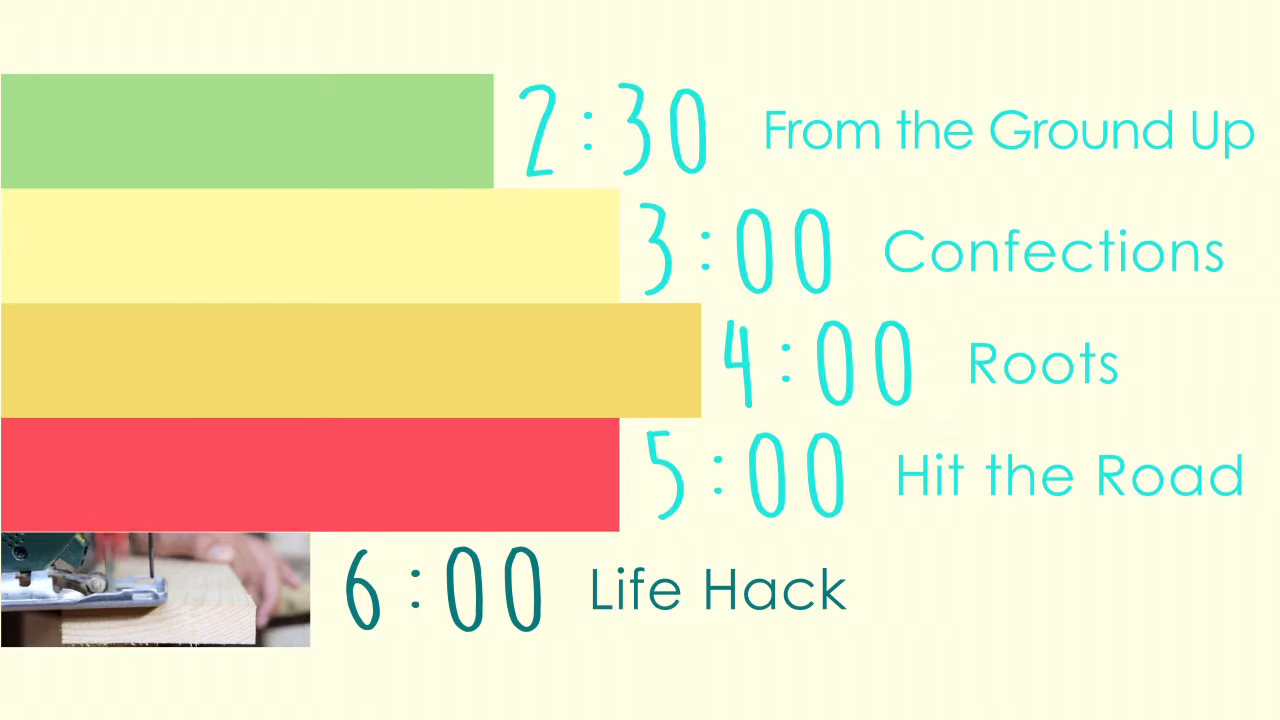 2:30 From the Ground Up
3:00 Confections
4:00 Roots
5:00 Hit the Road
6:00 Life Hack